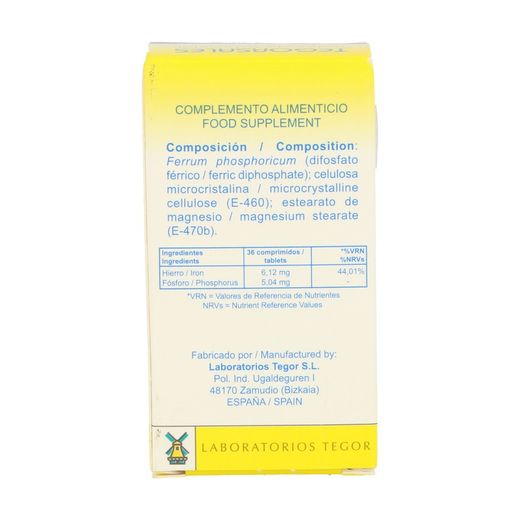 TEGORSALES
COMPLEMENTO ALIMENTICIO
FOOD SUPPLEMENT
Composición / Composition:
Ferrum phosphoricum (difosfato
férrico / ferric diphosphate); celulosa
microcristalina / microcrystalline
cellulose (E-460); estearato de
magnesio / magnesium stearate
(E-470b).
Ingredientes 36 comprimidos / *%VRN
Ingredients tablets %NRVs
Hierro / Iron 6,12 mg 44,01%
Fósforo / Phosphorus 5,04 mg -
*VRN = Valores de Referencia de Nutrientes
NRVs = Nutrient Reference Values
Fabricado por / Manufactured by:
Laboratorios Tegor S.L.
Pol. Ind. Ugaldeguren I
48170 Zamudio (Bizkaia)
ESPAÑA / SPAIN
LABORATORIOS TEGOR